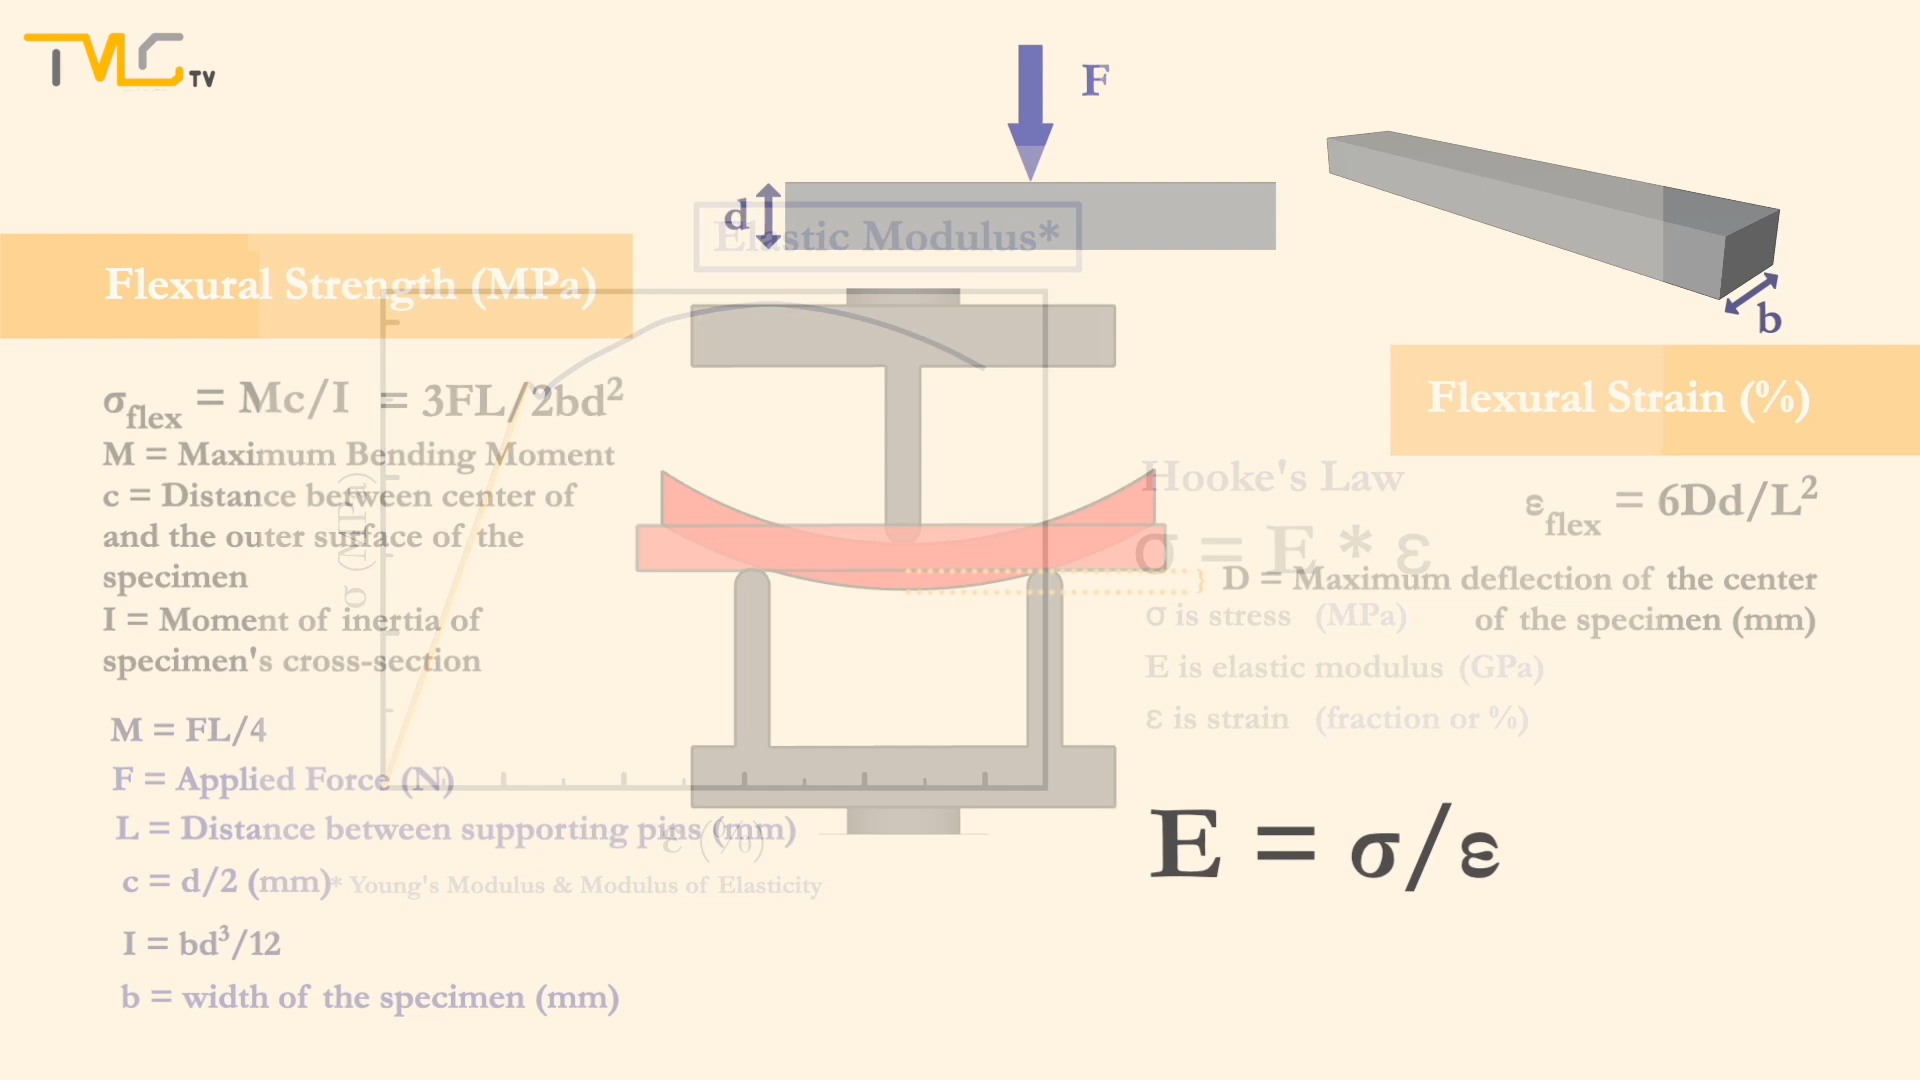 TMC TV
F
d
Elastic Modulus*
b
Flexural Strength (MPa)
σflex = Mc/I = 3FL/2bd²
M = Maximum Bending Moment
c = Distance between center of
and the outer surface of the
specimen
I = Moment of inertia of
specimen's cross-section
M = FL/4
F = Applied Force (N)
L = Distance between supporting pins (mm)
c = d/2 (mm)
I = bd³/12
b = width of the specimen (mm)
σ (MPa)
ε (%)
* Young's Modulus & Modulus of Elasticity
Flexural Strain (%)
εflex = 6Dd/L²
D = Maximum deflection of the center
of the specimen (mm)
Hooke's Law
σ = E * ε
σ is stress (MPa)
E is elastic modulus (GPa)
ε is strain (fraction or %)
E = σ/ε